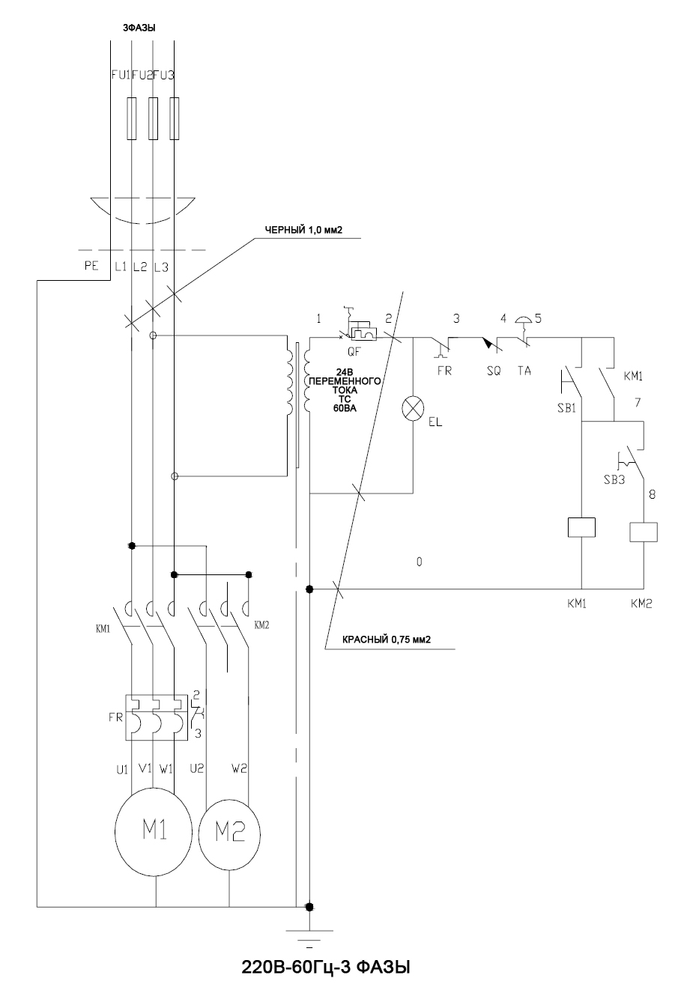 3ФАЗЫ
FU1 FU2 FU3
ЧЕРНЫЙ 1,0 мм2
PE L1 L2 L3
1 2 3 4 5
QF
FR SQ TA
24В
ПЕРЕМЕННОГО
ТОКА
ТС
60ВА
KM1
SB1
7
EL
SB3
8
0
KM1 KM2
KM1 KM2
КРАСНЫЙ 0,75 мм2
2
FR
3
U1 V1 W1 U2 W2
M1 M2
220В-60Гц-3 ФАЗЫ